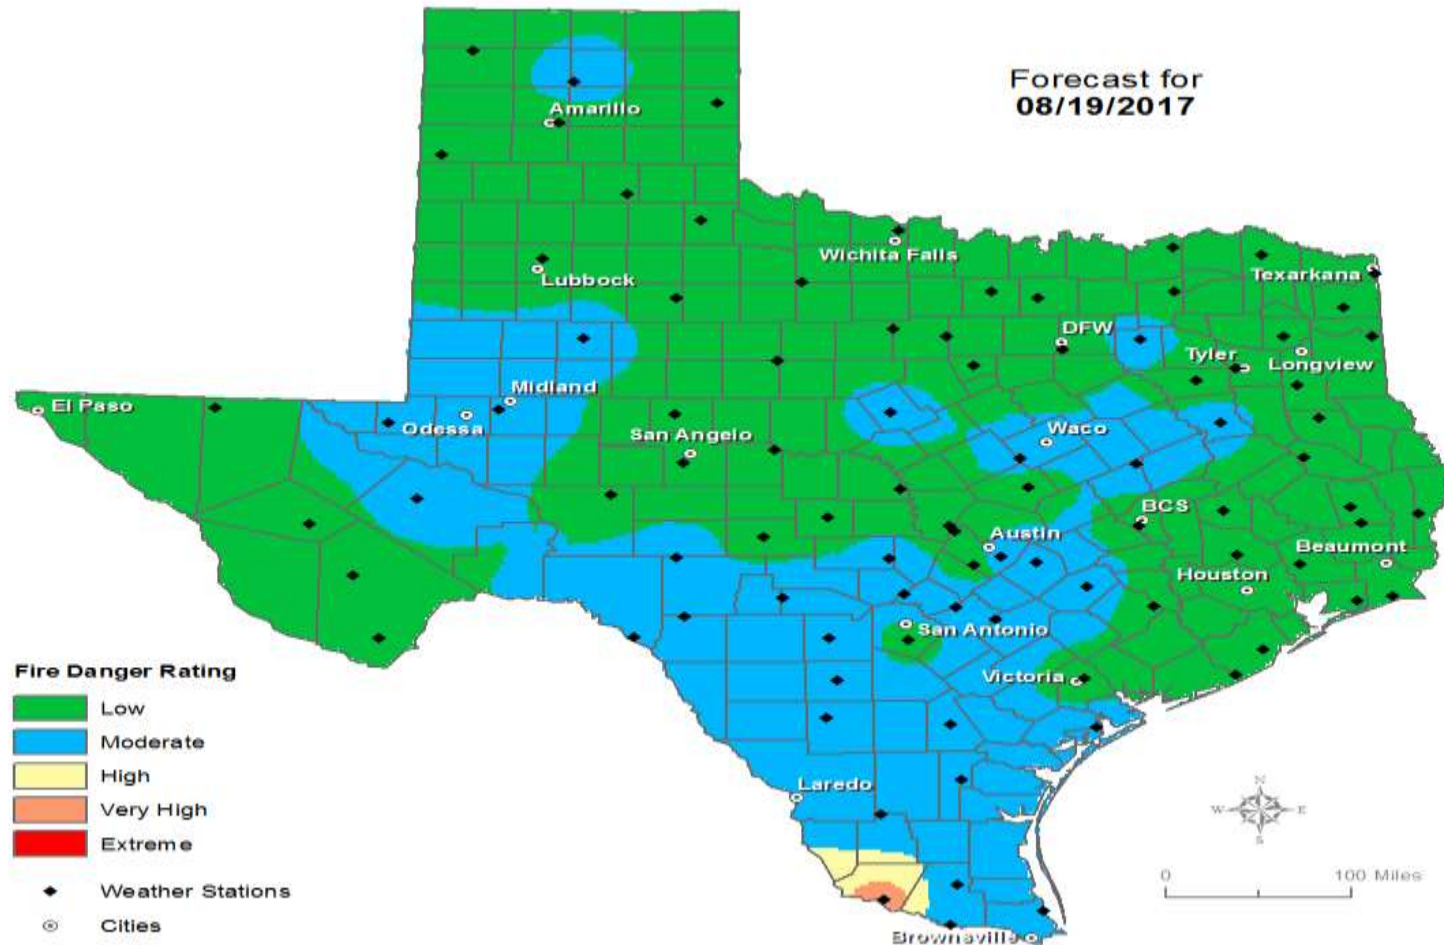 Forecast for
08/19/2017
Amarillo
Wichita Falls
Texarkana
Lubbock
DFW
Tyler
Longview
Midland
El Paso
Odessa
Waco
San Angelo
BCS
Austin
Beaumont
Houston
San Antonio
Victoria
Laredo
Brownsville
Fire Danger Rating
Low
Moderate
High
Very High
Extreme
Weather Stations
Cities
N
W E
S
0 100 Miles